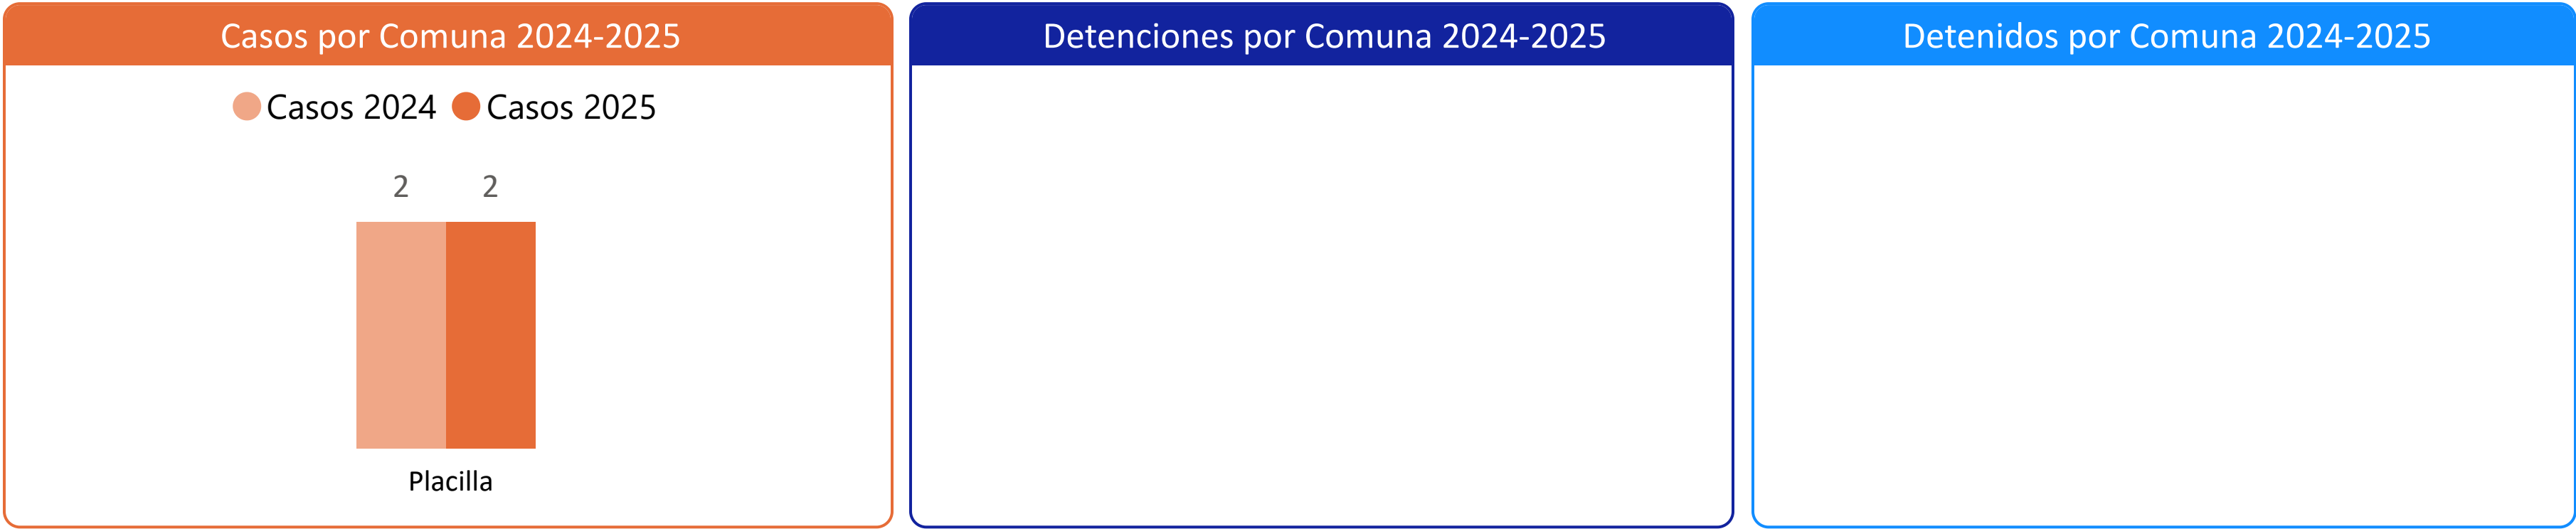 Casos por Comuna 2024-2025
Casos 2024 Casos 2025
2 2
Placilla
Detenciones por Comuna 2024-2025
Detenidos por Comuna 2024-2025